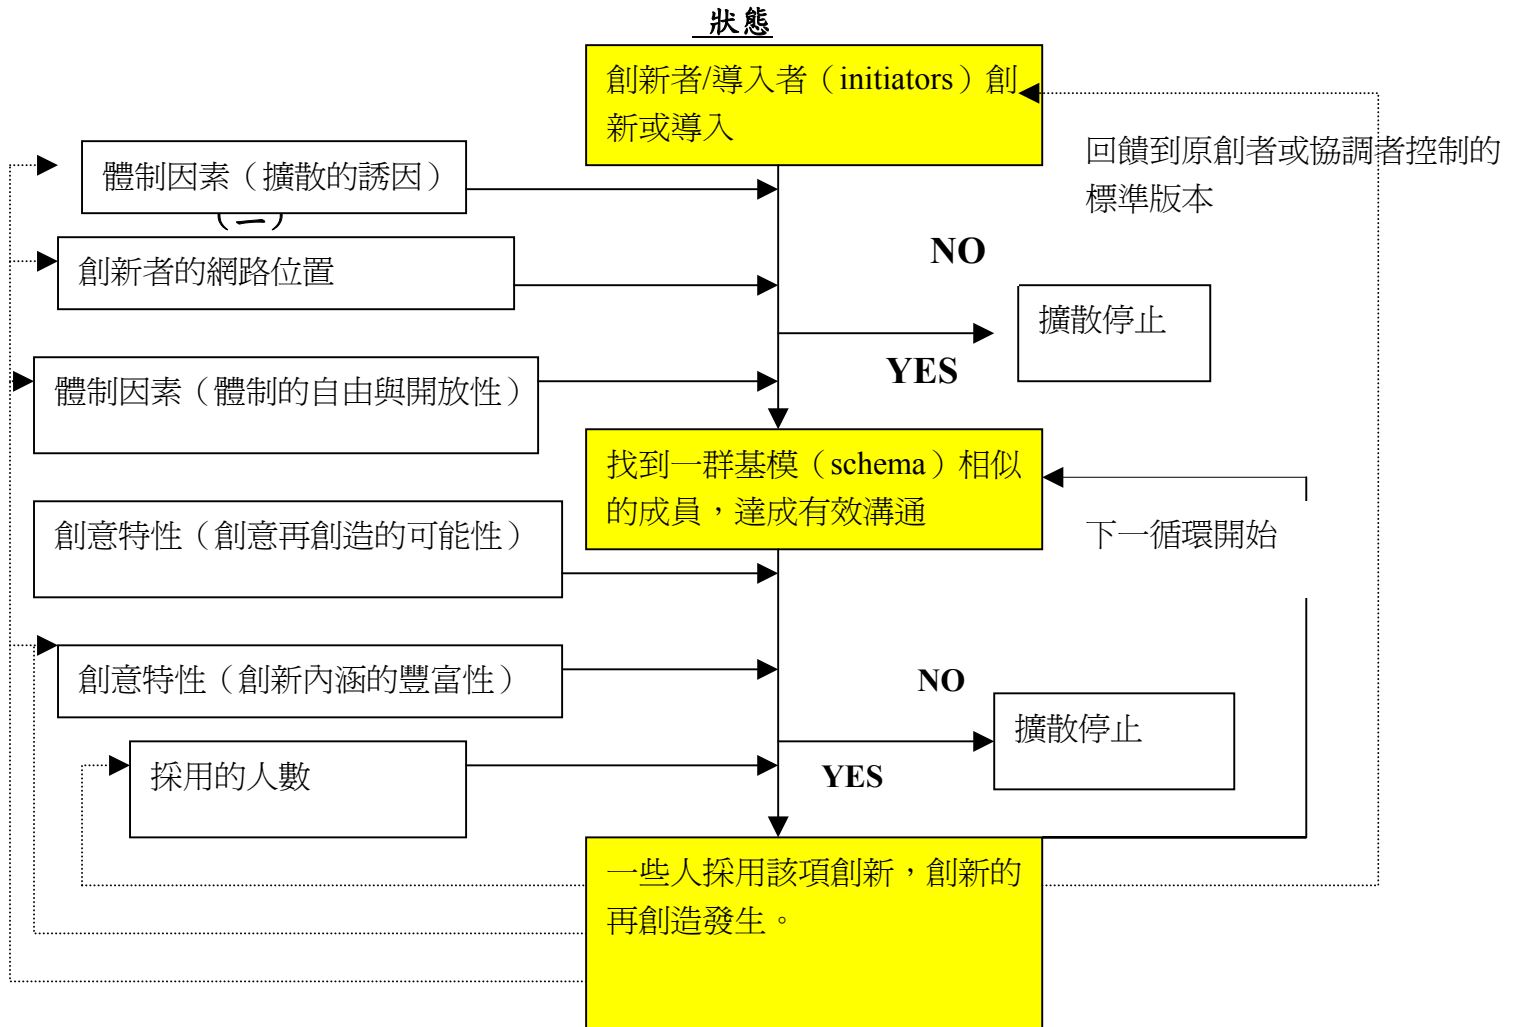 狀態
創新者/導入者（initiators）創
新或導入
體制因素（擴散的誘因）
（一）
回饋到原創者或協調者控制的
標準版本
創新者的網路位置
NO
擴散停止
YES
體制因素（體制的自由與開放性）
找到一群基模（schema）相似
的成員，達成有效溝通
創意特性（創意再創造的可能性）
下一循環開始
創意特性（創新內涵的豐富性）
NO
擴散停止
採用的人數
YES
一些人採用該項創新，創新的
再創造發生。